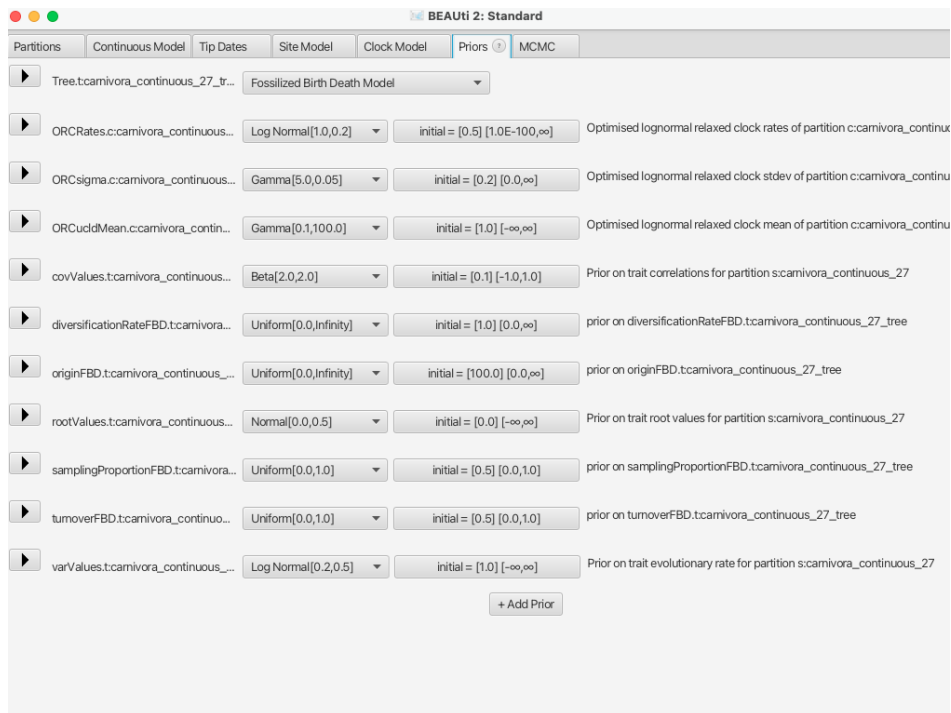 BEAUti 2: Standard
Partitions Continuous Model Tip Dates Site Model Clock Model Priors ? MCMC
Tree.t:carnivora_continuous_27_tr... Fossilized Birth Death Model
ORCRates.c:carnivora_continuous... Log Normal[1.0,0.2] initial = [0.5] [1.0E-100,∞] Optimised lognormal relaxed clock rates of partition c:carnivora_continuo
ORCsigma.c:carnivora_continuous... Gamma[5.0,0.05] initial = [0.2] [0.0,∞] Optimised lognormal relaxed clock stdev of partition c:carnivora_continu
ORCucldMean.c:carnivora_contin... Gamma[0.1,100.0] initial = [1.0] [-∞,∞] Optimised lognormal relaxed clock mean of partition c:carnivora_continu
covValues.t:carnivora_continuous... Beta[2.0,2.0] initial = [0.1] [-1.0,1.0] Prior on trait correlations for partition s:carnivora_continuous_27
diversificationRateFBD.t:carnivora... Uniform[0.0,Infinity] initial = [1.0] [0.0,∞] prior on diversificationRateFBD.t:carnivora_continuous_27_tree
originFBD.t:carnivora_continuous_... Uniform[0.0,Infinity] initial = [100.0] [0.0,∞] prior on originFBD.t:carnivora_continuous_27_tree
rootValues.t:carnivora_continuous... Normal[0.0,0.5] initial = [0.0] [-∞,∞] Prior on trait root values for partition s:carnivora_continuous_27
samplingProportionFBD.t:carnivora... Uniform[0.0,1.0] initial = [0.5] [0.0,1.0] prior on samplingProportionFBD.t:carnivora_continuous_27_tree
turnoverFBD.t:carnivora_continuo... Uniform[0.0,1.0] initial = [0.5] [0.0,1.0] prior on turnoverFBD.t:carnivora_continuous_27_tree
varValues.t:carnivora_continuous_... Log Normal[0.2,0.5] initial = [1.0] [-∞,∞] Prior on trait evolutionary rate for partition s:carnivora_continuous_27
+ Add Prior